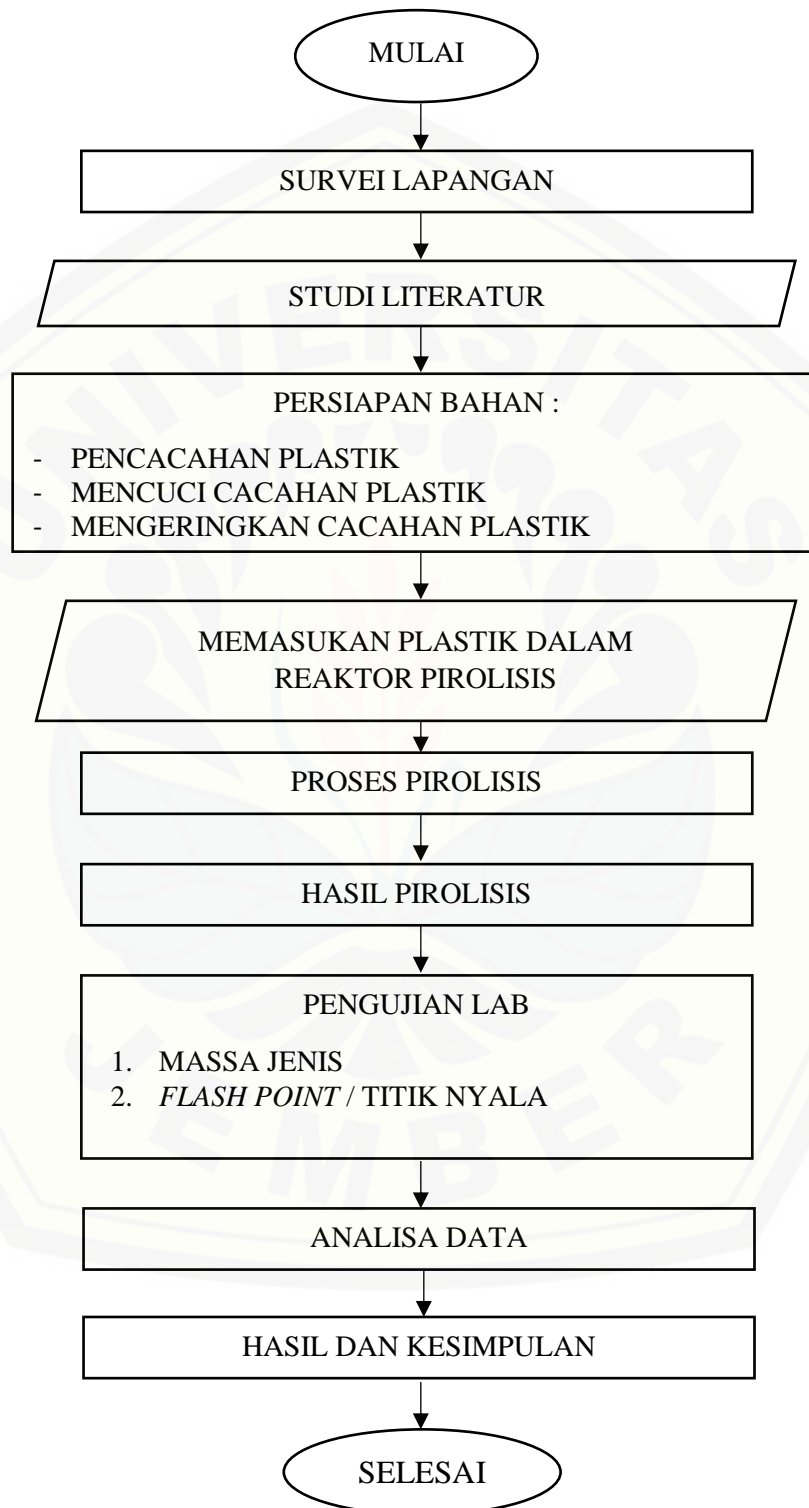 MULAI
SURVEI LAPANGAN
STUDI LITERATUR
PERSIAPAN BAHAN :
- PENCACAHAN PLASTIK
- MENCUCI CACAHAN PLASTIK
- MENGERINGKAN CACAHAN PLASTIK
MEMASUKAN PLASTIK DALAM
REAKTOR PIROLISIS
PROSES PIROLISIS
HASIL PIROLISIS
PENGUJIAN LAB
1. MASSA JENIS
2. FLASH POINT / TITIK NYALA
ANALISA DATA
HASIL DAN KESIMPULAN
SELESAI
UNIVERSITAS
JEMBER